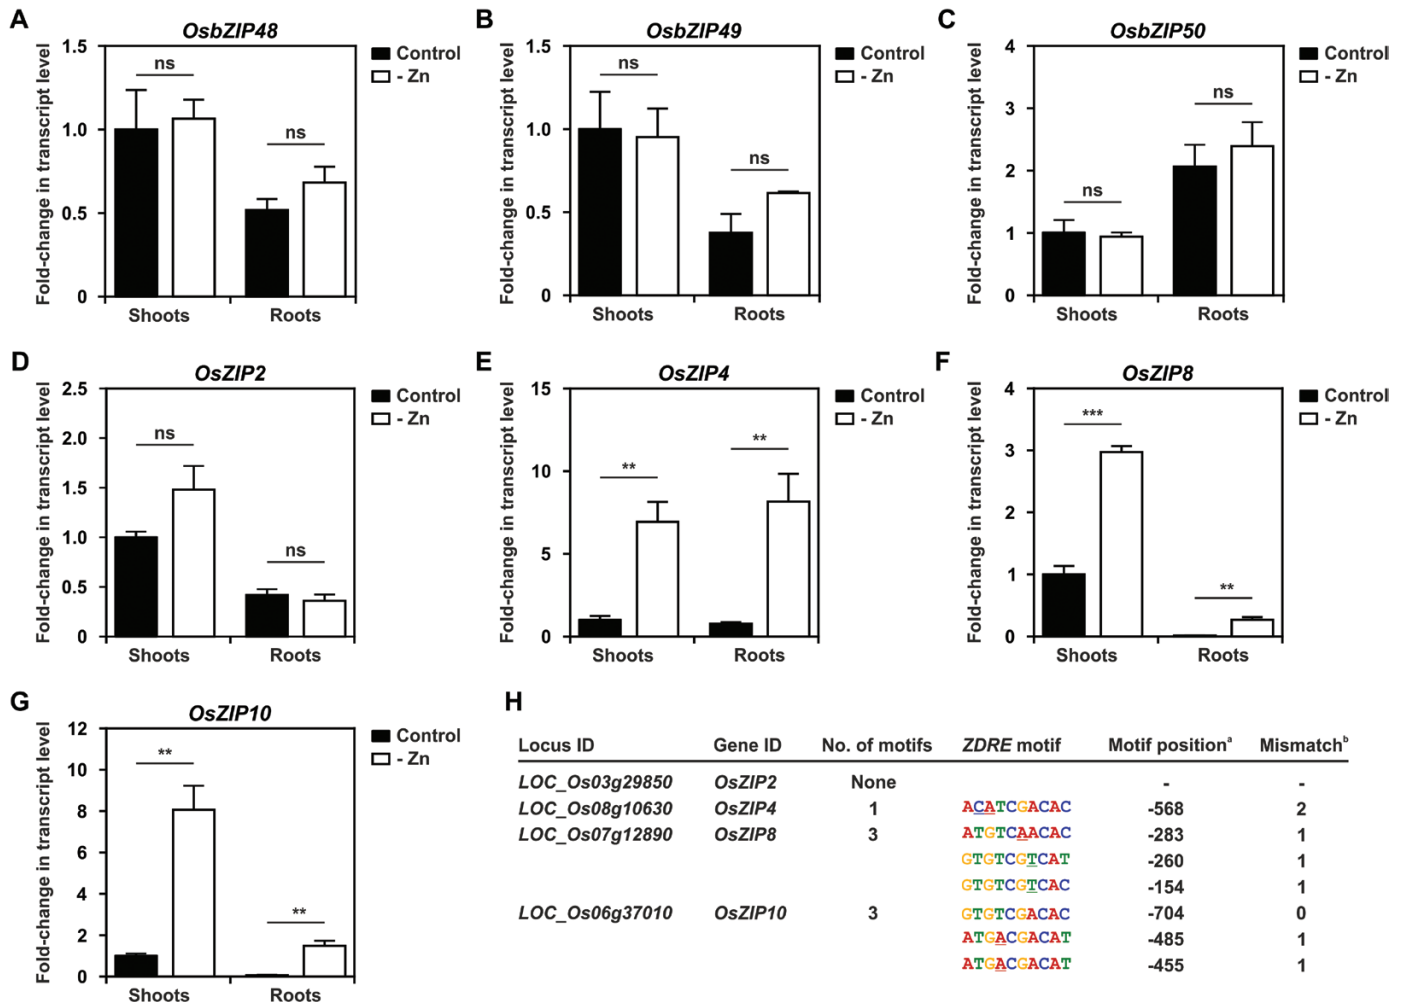 A
OsbZIP48
Fold-change in transcript level
1.5
1.0
0.5
0
ns
ns
Shoots
Roots
Control
- Zn
B
OsbZIP49
Fold-change in transcript level
1.5
1.0
0.5
0
ns
ns
Shoots
Roots
Control
- Zn
C
OsbZIP50
Fold-change in transcript level
4
3
2
1
0
ns
ns
Shoots
Roots
Control
- Zn
D
OsZIP2
Fold-change in transcript level
2.5
2.0
1.5
1.0
0.5
0
ns
ns
Shoots
Roots
Control
- Zn
E
OsZIP4
Fold-change in transcript level
15
10
5
0
**
**
Shoots
Roots
Control
- Zn
F
OsZIP8
Fold-change in transcript level
4
3
2
1
0
***
**
Shoots
Roots
Control
- Zn
G
OsZIP10
Fold-change in transcript level
12
10
8
6
4
2
0
**
**
Shoots
Roots
Control
- Zn
H
Locus ID Gene ID No. of motifs ZDRE motif Motif positionᵃ Mismatchᵇ
LOC_Os03g29850 OsZIP2 None - -
LOC_Os08g10630 OsZIP4 1 ACATCGACAC -568 2
LOC_Os07g12890 OsZIP8 3 ATGTCAACAC -283 1
GTGTCGTCAT -260 1
GTGTCGTCAC -154 1
LOC_Os06g37010 OsZIP10 3 GTGTCGACAC -704 0
ATGACGACAT -485 1
ATGACGACAT -455 1